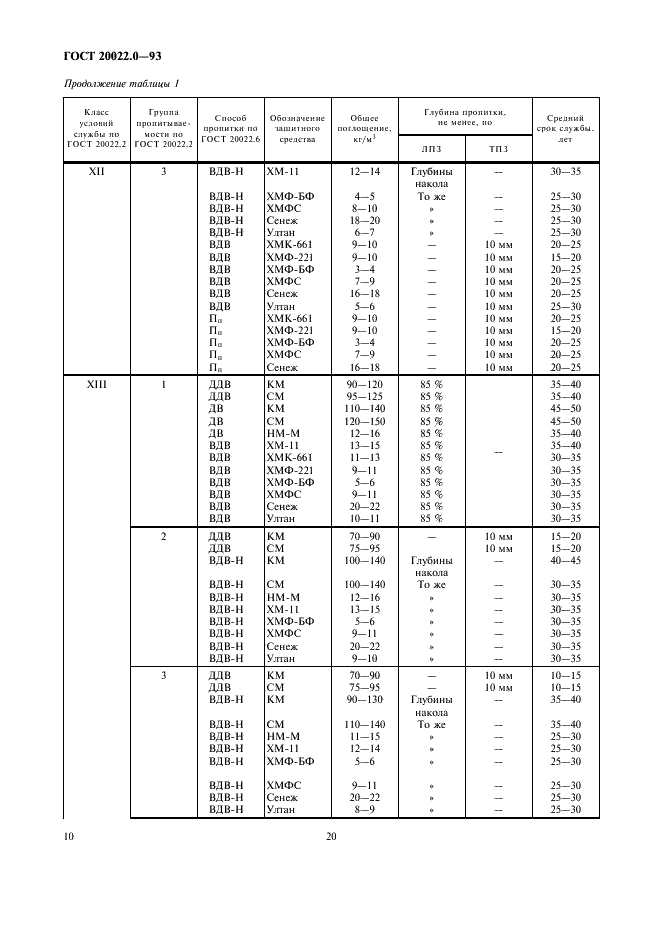 ГОСТ 20022.0—93
Продолжение таблицы 1
Класс условий службы по ГОСТ 20022.2 Группа пропитывае- мости по ГОСТ 20022.2 Способ пропитки по ГОСТ 20022.6 Обозначение защитного средства Общее поглощение, кг/м³ Глубина пропитки, не менее, по Средний срок службы, лет
ЛПЗ ТПЗ
XII 3 ВДВ-Н ХМ-11 12—14 Глубины — 30—35
накола
ВДВ-Н ХМФ-БФ 4—5 То же — 25—30
ВДВ-Н ХМФС 8—10 » — 25—30
ВДВ-Н Сенеж 18—20 » — 25—30
ВДВ-Н Ултан 6—7 » — 25—30
ВДВ ХМК-661 9—10 — 10 мм 20—25
ВДВ ХМФ-221 9—10 — 10 мм 15—20
ВДВ ХМФ-БФ 3—4 — 10 мм 20—25
ВДВ ХМФС 7—9 — 10 мм 20—25
ВДВ Сенеж 16—18 — 10 мм 20—25
ВДВ Ултан 5—6 — 10 мм 25—30
Пп ХМК-661 9—10 — 10 мм 20—25
Пп ХМФ-221 9—10 — 10 мм 15—20
Пп ХМФ-БФ 3—4 — 10 мм 20—25
Пп ХМФС 7—9 — 10 мм 20—25
Пп Сенеж 16—18 — 10 мм 20—25
XIII 1 ДДВ КМ 90—120 85 % 35—40
ДДВ СМ 95—125 85 % 35—40
ДВ КМ 110—140 85 % 45—50
ДВ СМ 120—150 85 % 45—50
ДВ НМ-М 12—16 85 % 35—40
ВДВ ХМ-11 13—15 85 % 35—40
ВДВ ХМК-661 11—13 85 % — 30—35
ВДВ ХМФ-221 9—11 85 % 30—35
ВДВ ХМФ-БФ 5—6 85 % 30—35
ВДВ ХМФС 9—11 85 % 30—35
ВДВ Сенеж 20—22 85 % 30—35
ВДВ Ултан 10—11 85 % 30—35
2 ДДВ КМ 70—90 — 10 мм 15—20
ДДВ СМ 75—95 10 мм 15—20
ВДВ-Н КМ 100—140 Глубины — 40—45
накола
ВДВ-Н СМ 100—140 То же — 30—35
ВДВ-Н НМ-М 12—16 » — 30—35
ВДВ-Н ХМ-11 13—15 » — 30—35
ВДВ-Н ХМФ-БФ 5—6 » — 30—35
ВДВ-Н ХМФС 9—11 » — 30—35
ВДВ-Н Сенеж 20—22 » — 30—35
ВДВ-Н Ултан 9—10 » — 30—35
3 ДДВ КМ 70—90 — 10 мм 10—15
ДДВ СМ 75—95 — 10 мм 10—15
ВДВ-Н КМ 90—130 Глубины — 35—40
накола
ВДВ-Н СМ 110—140 То же — 35—40
ВДВ-Н НМ-М 11—15 » — 25—30
ВДВ-Н ХМ-11 12—14 » — 25—30
ВДВ-Н ХМФ-БФ 5—6 » — 25—30
ВДВ-Н ХМФС 9—11 » — 25—30
ВДВ-Н Сенеж 20—22 » — 25—30
ВДВ-Н Ултан 8—9 » — 25—30
10 20